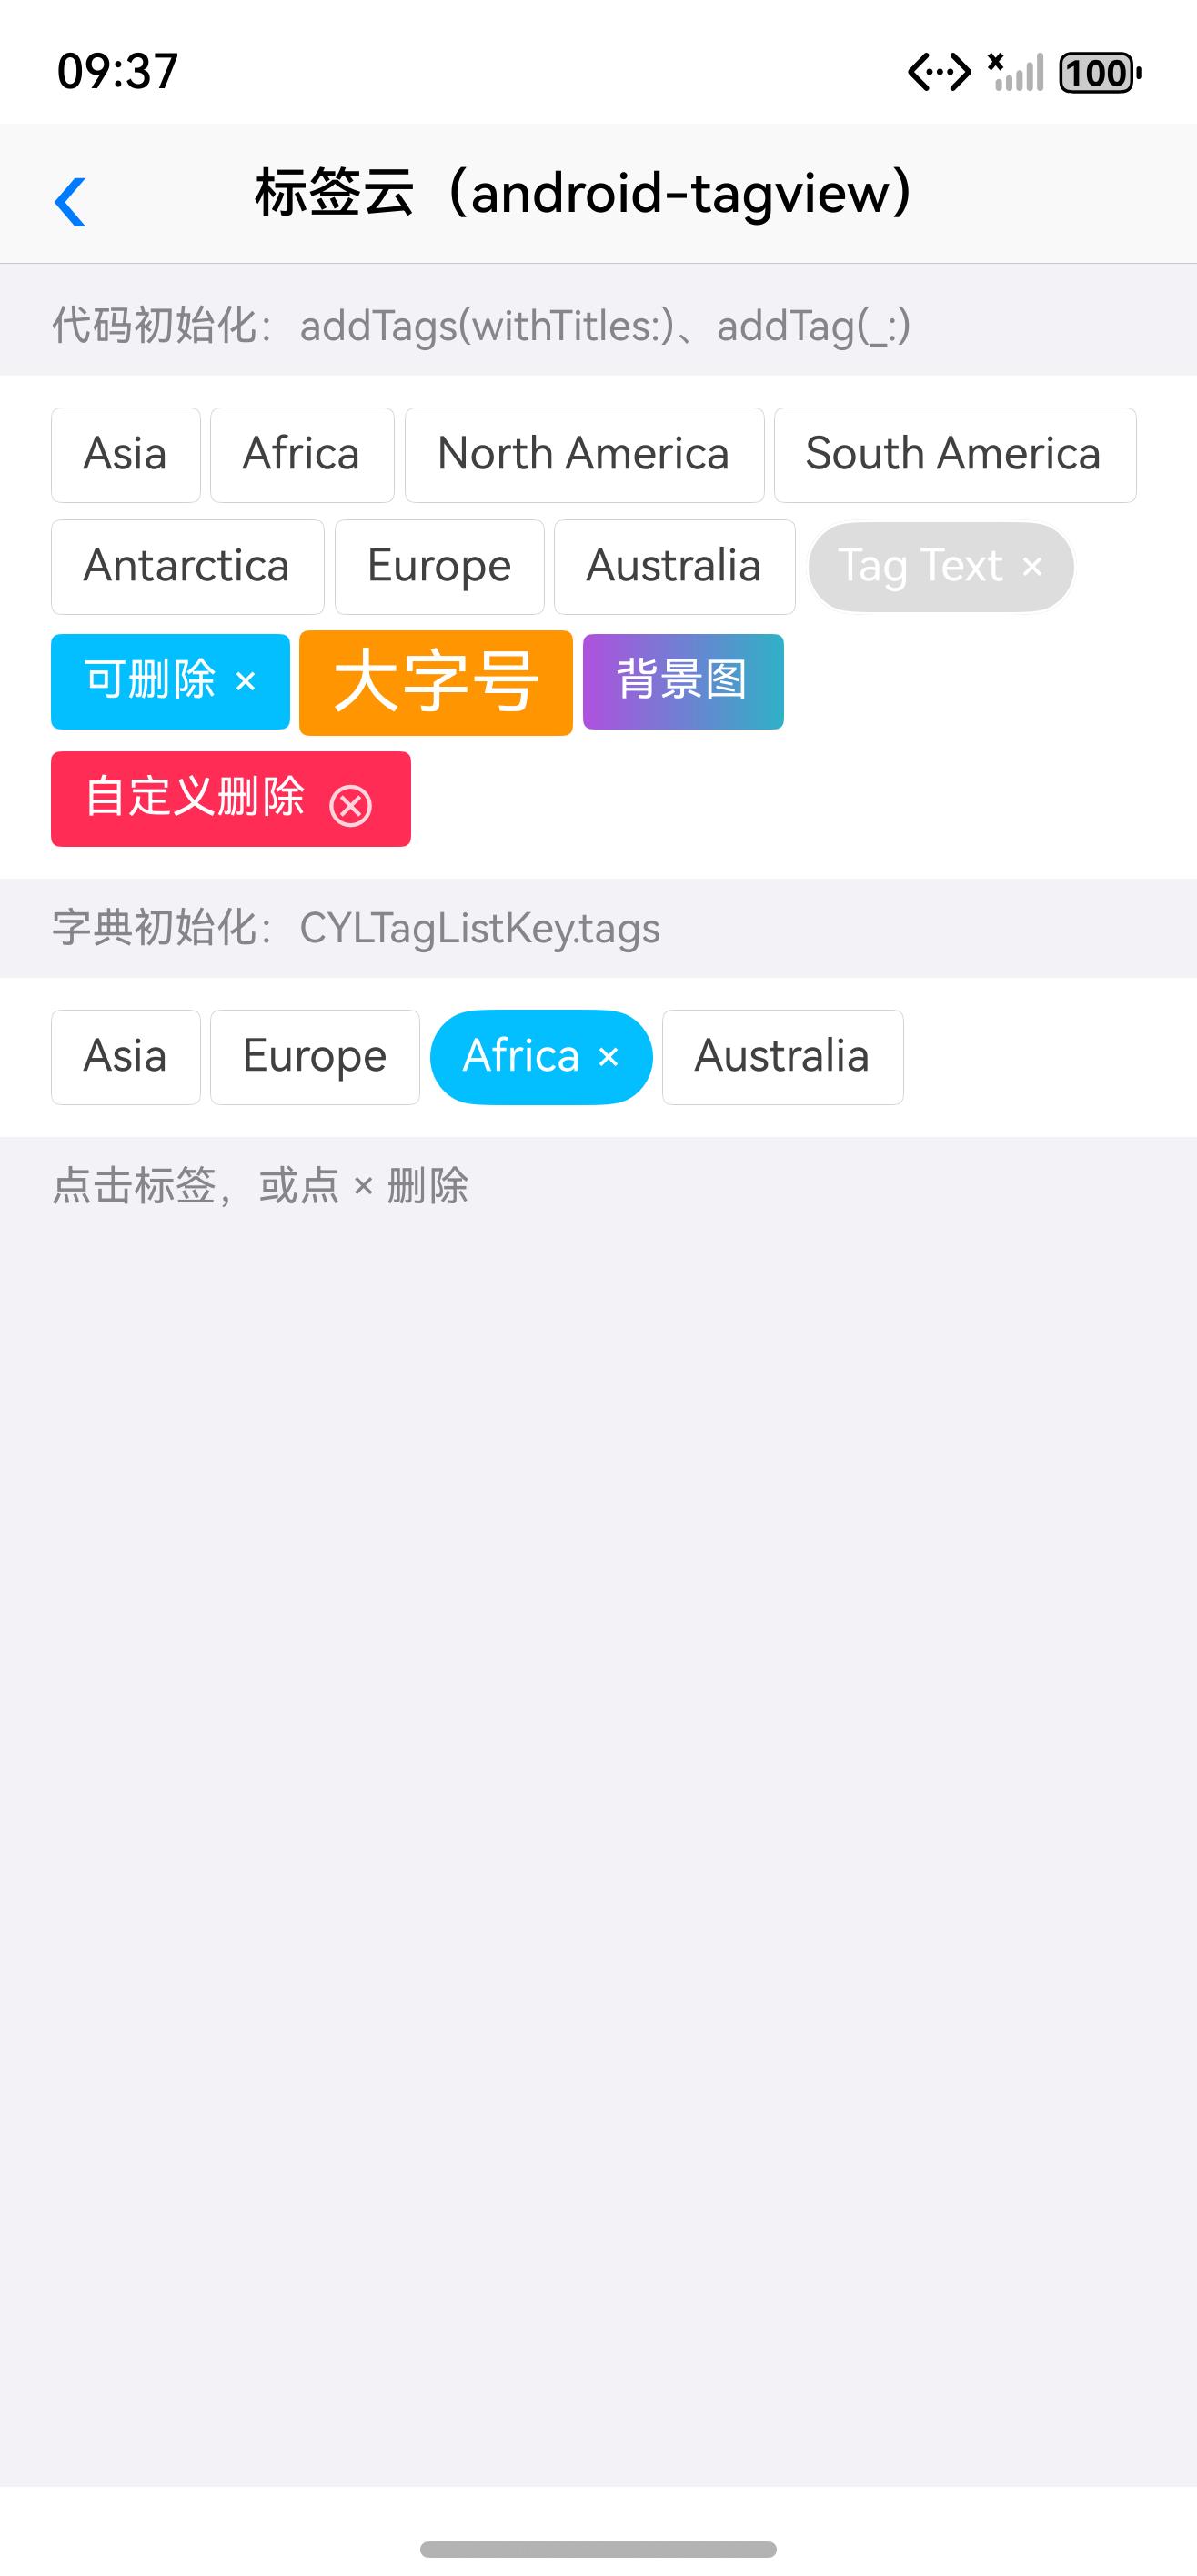 09:37
100
标签云（android-tagview）
代码初始化：addTags(withTitles:)、addTag(_:)
Asia Africa North America South America
Antarctica Europe Australia Tag Text ×
可删除 × 大字号 背景图
自定义删除
字典初始化：CYLTagListKey.tags
Asia Europe Africa × Australia
点击标签，或点 × 删除